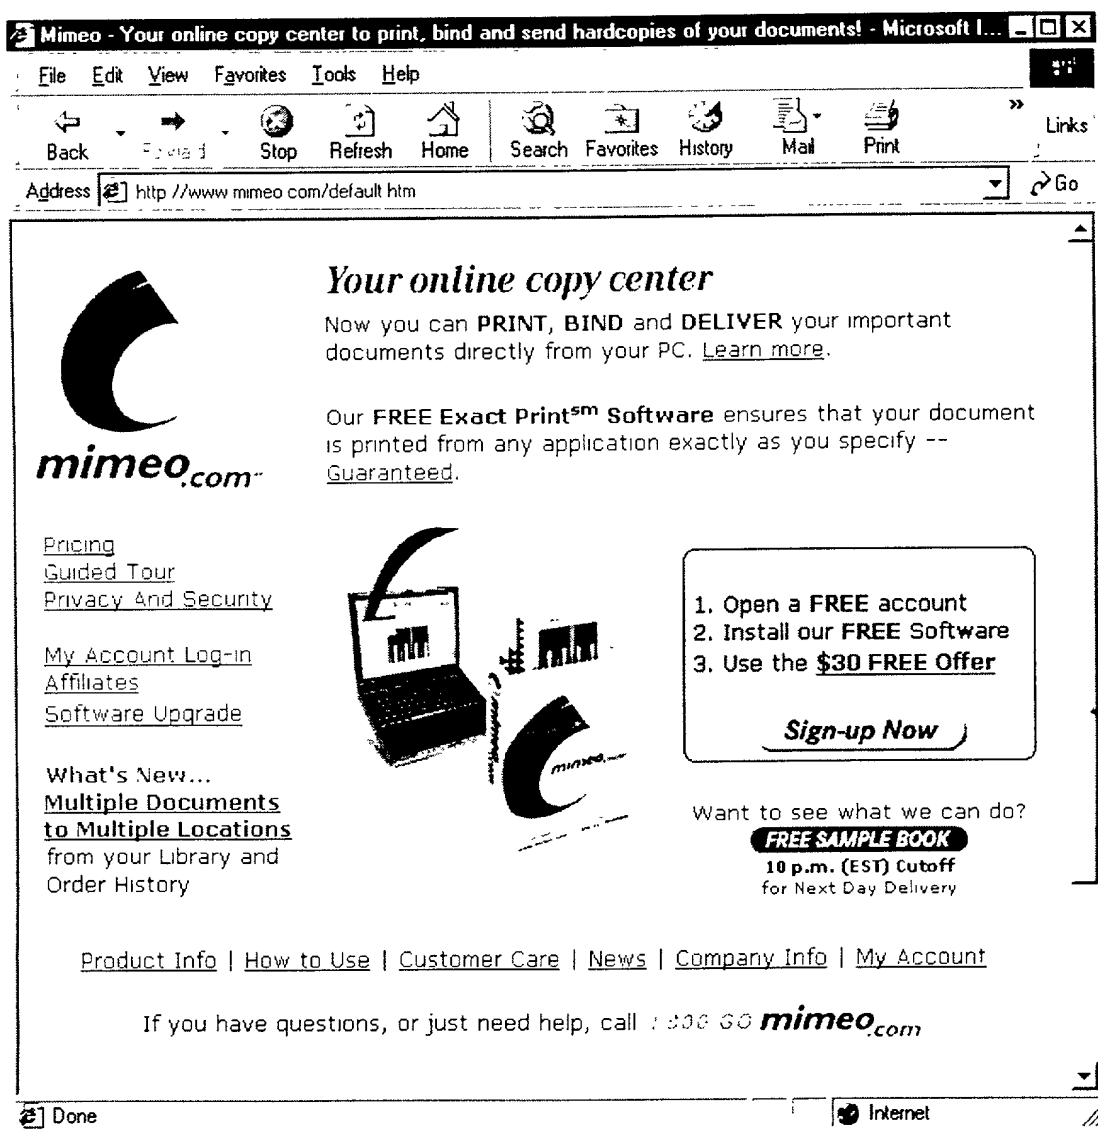 Mimeo - Your online copy center to print, bind and send hardcopies of your documents! - Microsoft I...
File Edit View Favorites Tools Help
Back Forward Stop Refresh Home Search Favorites History Mail Print » Links
Address http //www mimeo com/default htm Go
Your online copy center
Now you can PRINT, BIND and DELIVER your important
documents directly from your PC. Learn more.
Our FREE Exact Print℠ Software ensures that your document
is printed from any application exactly as you specify --
Guaranteed.
mimeo.com
Pricing
Guided Tour
Privacy And Security
My Account Log-in
Affiliates
Software Upgrade
What's New...
Multiple Documents
to Multiple Locations
from your Library and
Order History
mimeo
1. Open a FREE account
2. Install our FREE Software
3. Use the $30 FREE Offer
Sign-up Now
Want to see what we can do?
FREE SAMPLE BOOK
10 p.m. (EST) Cutoff
for Next Day Delivery
Product Info | How to Use | Customer Care | News | Company Info | My Account
If you have questions, or just need help, call GO mimeo.com
Done Internet